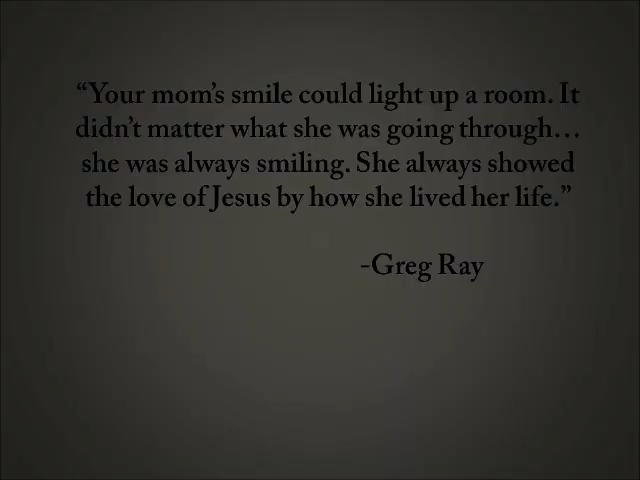 “Your mom’s smile could light up a room. It
didn’t matter what she was going through…
she was always smiling. She always showed
the love of Jesus by how she lived her life.”
-Greg Ray